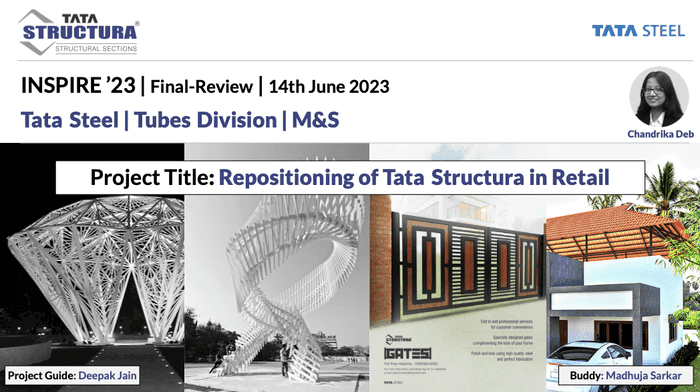 TATA
STRUCTURA®
STRUCTURAL SECTIONS
TATA STEEL
INSPIRE ’23 | Final-Review | 14th June 2023
Tata Steel | Tubes Division | M&S
Chandrika Deb
Project Title: Repositioning of Tata Structura in Retail
End to end professional services
for customer convenience
Specially designed gates
complimenting the look of your home
Finish and look using high quality steel
and perfect fabrication
TATA
STRUCTURA
GATES
TATA STEEL
Project Guide: Deepak Jain
Buddy: Madhuja Sarkar